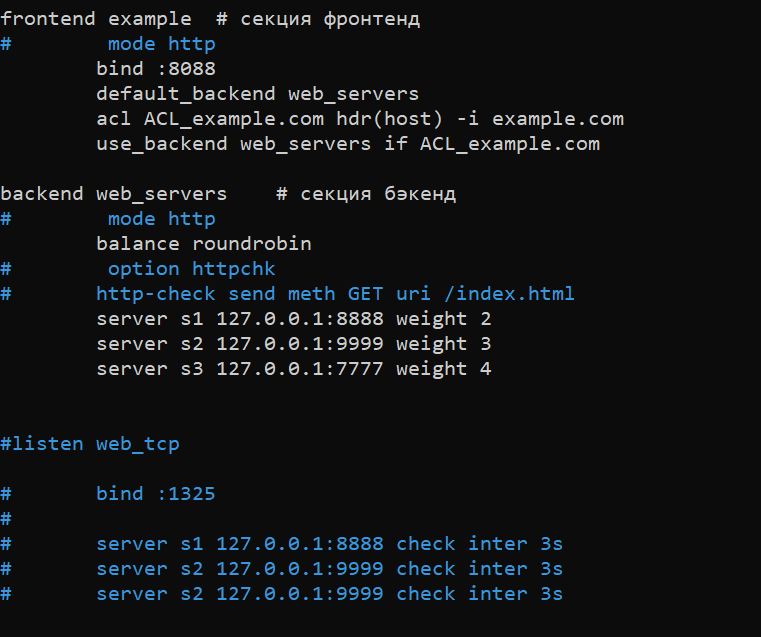 frontend example  # секция фронтенд
#        mode http
        bind :8088
        default_backend web_servers
        acl ACL_example.com hdr(host) -i example.com
        use_backend web_servers if ACL_example.com
backend web_servers    # секция бэкенд
#        mode http
        balance roundrobin
#        option httpchk
#       http-check send meth GET uri /index.html
        server s1 127.0.0.1:8888 weight 2
        server s2 127.0.0.1:9999 weight 3
        server s3 127.0.0.1:7777 weight 4
#listen web_tcp
#       bind :1325
#
#       server s1 127.0.0.1:8888 check inter 3s
#       server s2 127.0.0.1:9999 check inter 3s
#       server s2 127.0.0.1:9999 check inter 3s